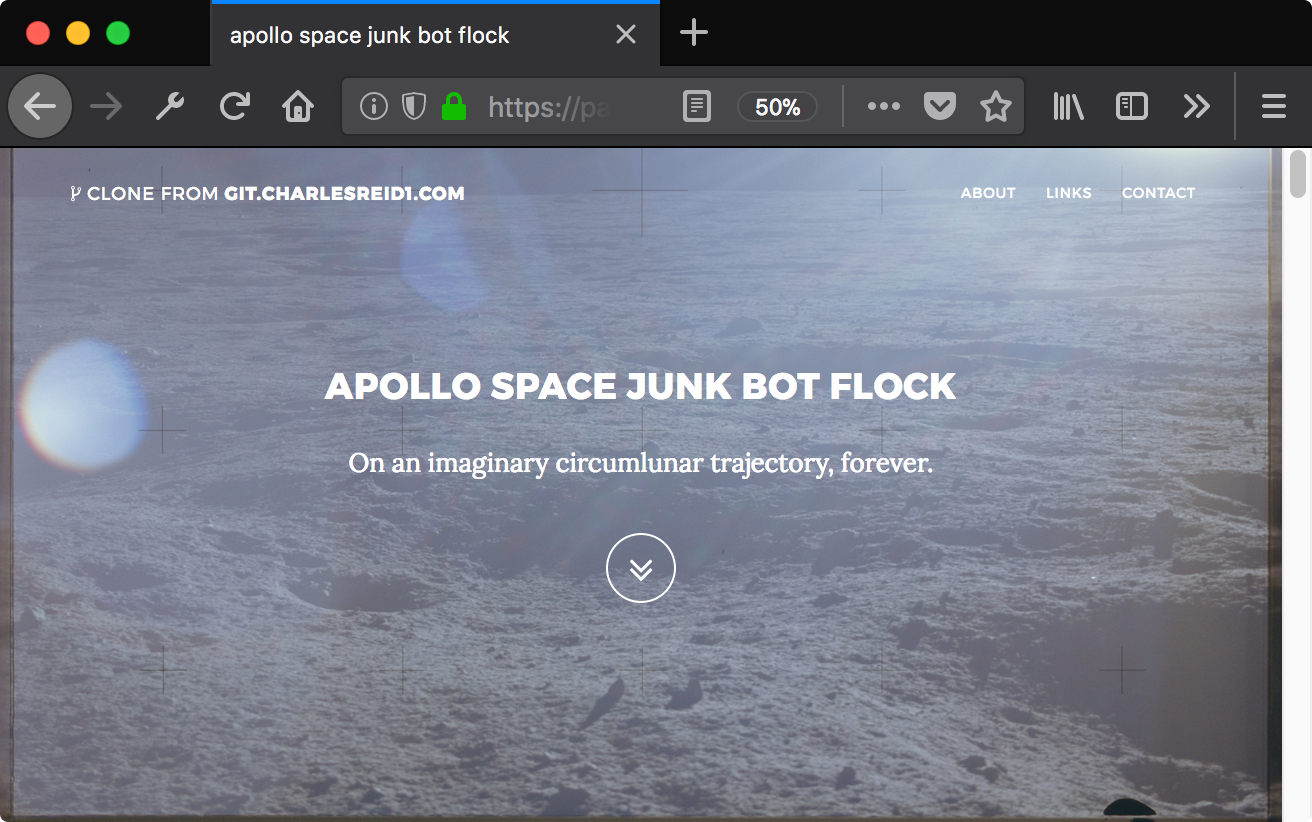 apollo space junk bot flock
https://pa
50%
CLONE FROM GIT.CHARLESREID1.COM
ABOUT LINKS CONTACT
APOLLO SPACE JUNK BOT FLOCK
On an imaginary circumlunar trajectory, forever.